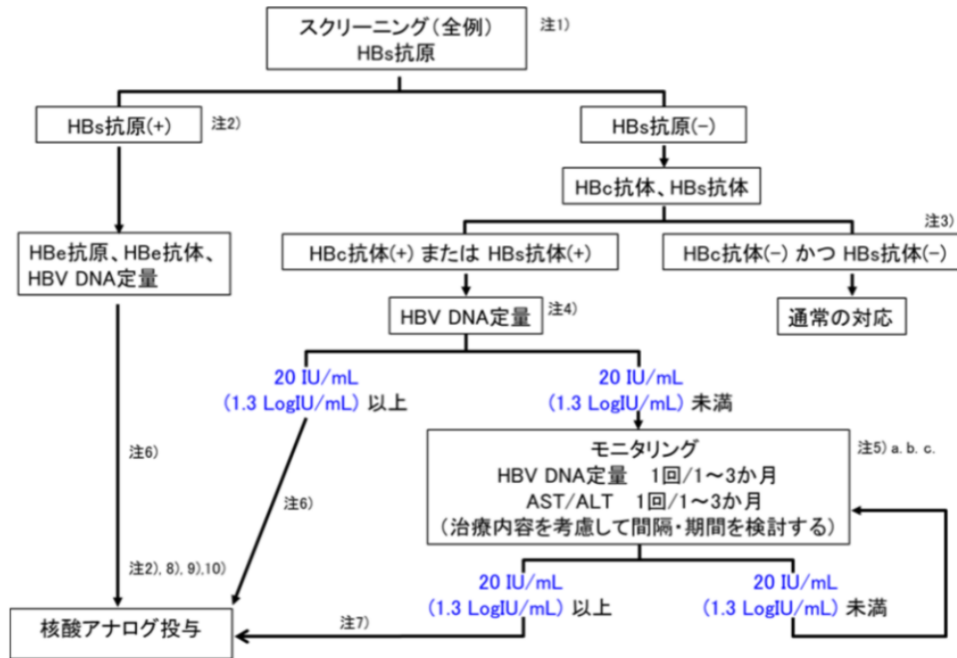 スクリーニング(全例)
HBs抗原
注1)
HBs抗原(+)
注2)
HBs抗原(-)
HBc抗体、HBs抗体
注3)
HBe抗原、HBe抗体、
HBV DNA定量
HBc抗体(+) または HBs抗体(+)
HBc抗体(-) かつ HBs抗体(-)
HBV DNA定量
注4)
通常の対応
20 IU/mL
(1.3 LogIU/mL) 以上
20 IU/mL
(1.3 LogIU/mL) 未満
注6)
注6)
モニタリング
HBV DNA定量 1回/1~3か月
AST/ALT 1回/1~3か月
(治療内容を考慮して間隔・期間を検討する)
注5) a. b. c.
注2), 8), 9),10)
20 IU/mL
(1.3 LogIU/mL) 以上
20 IU/mL
(1.3 LogIU/mL) 未満
核酸アナログ投与
注7)